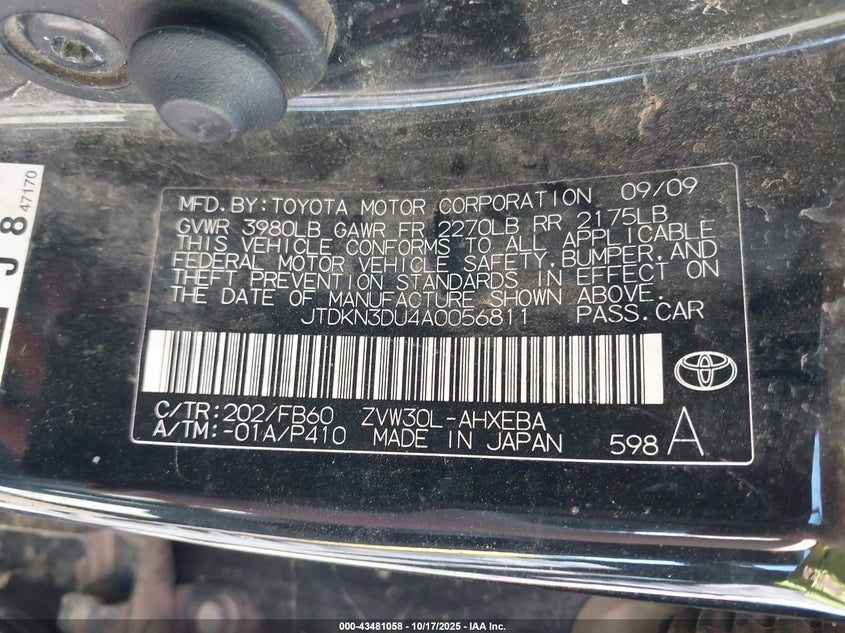 J 8
47170
MFD.BY:TOYOTA MOTOR CORPORATION 09/09
GVWR 3980LB GAWR FR 2270LB RR 2175LB
THIS VEHICLE CONFORMS TO ALL APPLICABLE
FEDERAL MOTOR VEHICLE SAFETY,BUMPER,AND
THEFT PREVENTION STANDARDS IN EFFECT ON
THE DATE OF MANUFACTURE SHOWN ABOVE.
JTDKN3DU4A0056811 PASS.CAR
C/TR:202/FB60 ZVW30L-AHXEBA
A/TM:-01A/P410 MADE IN JAPAN 598 A
000-43481058 - 10/17/2025 - IAA Inc.